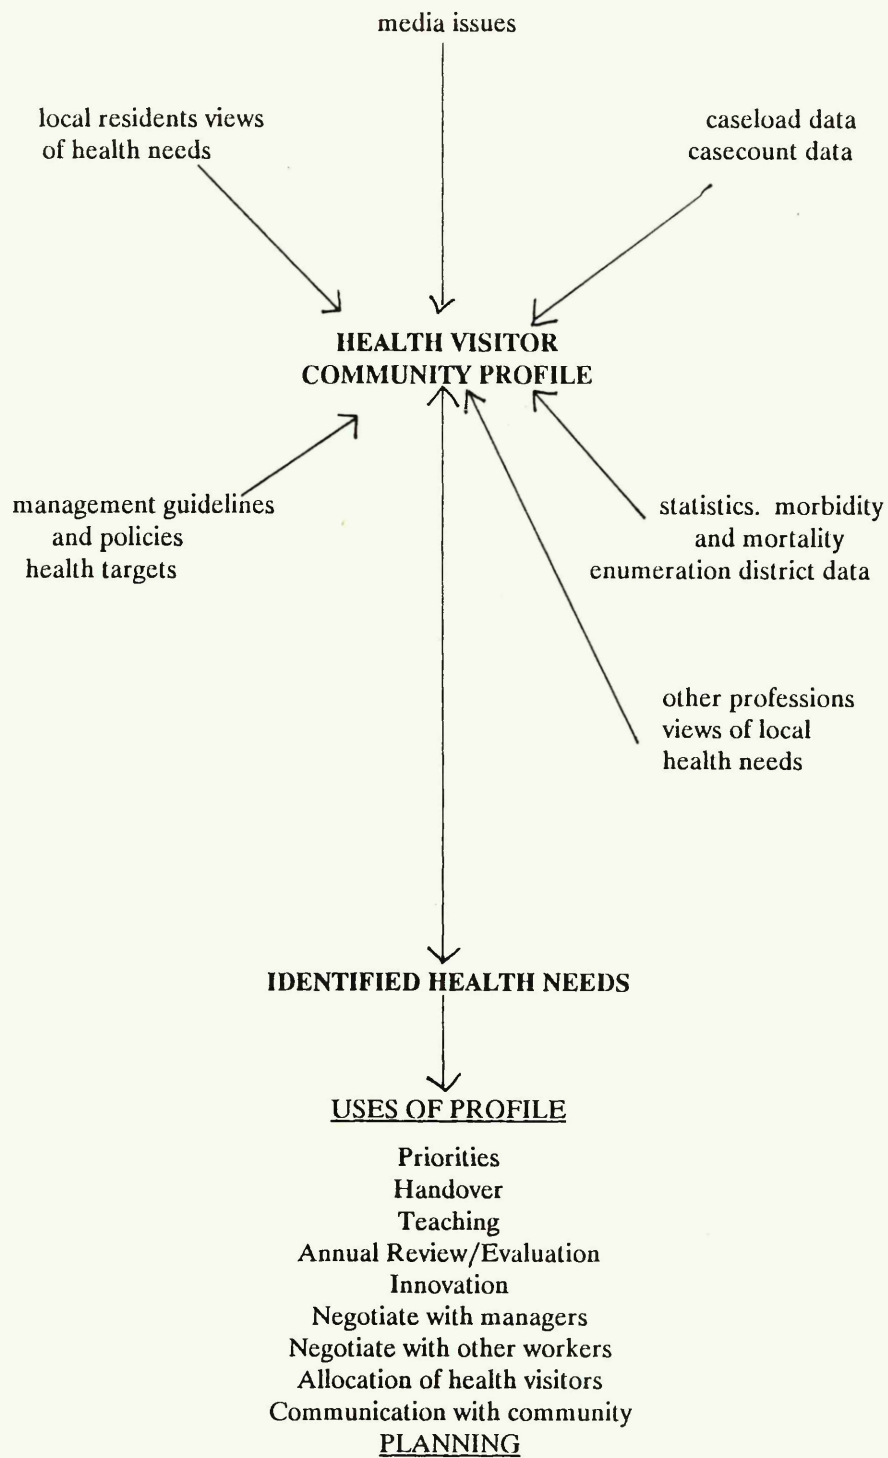 media issues
local residents views
of health needs
caseload data
casecount data
HEALTH VISITOR
COMMUNITY PROFILE
management guidelines
and policies
health targets
statistics. morbidity
and mortality
enumeration district data
other professions
views of local
health needs
IDENTIFIED HEALTH NEEDS
USES OF PROFILE
Priorities
Handover
Teaching
Annual Review/Evaluation
Innovation
Negotiate with managers
Negotiate with other workers
Allocation of health visitors
Communication with community
PLANNING